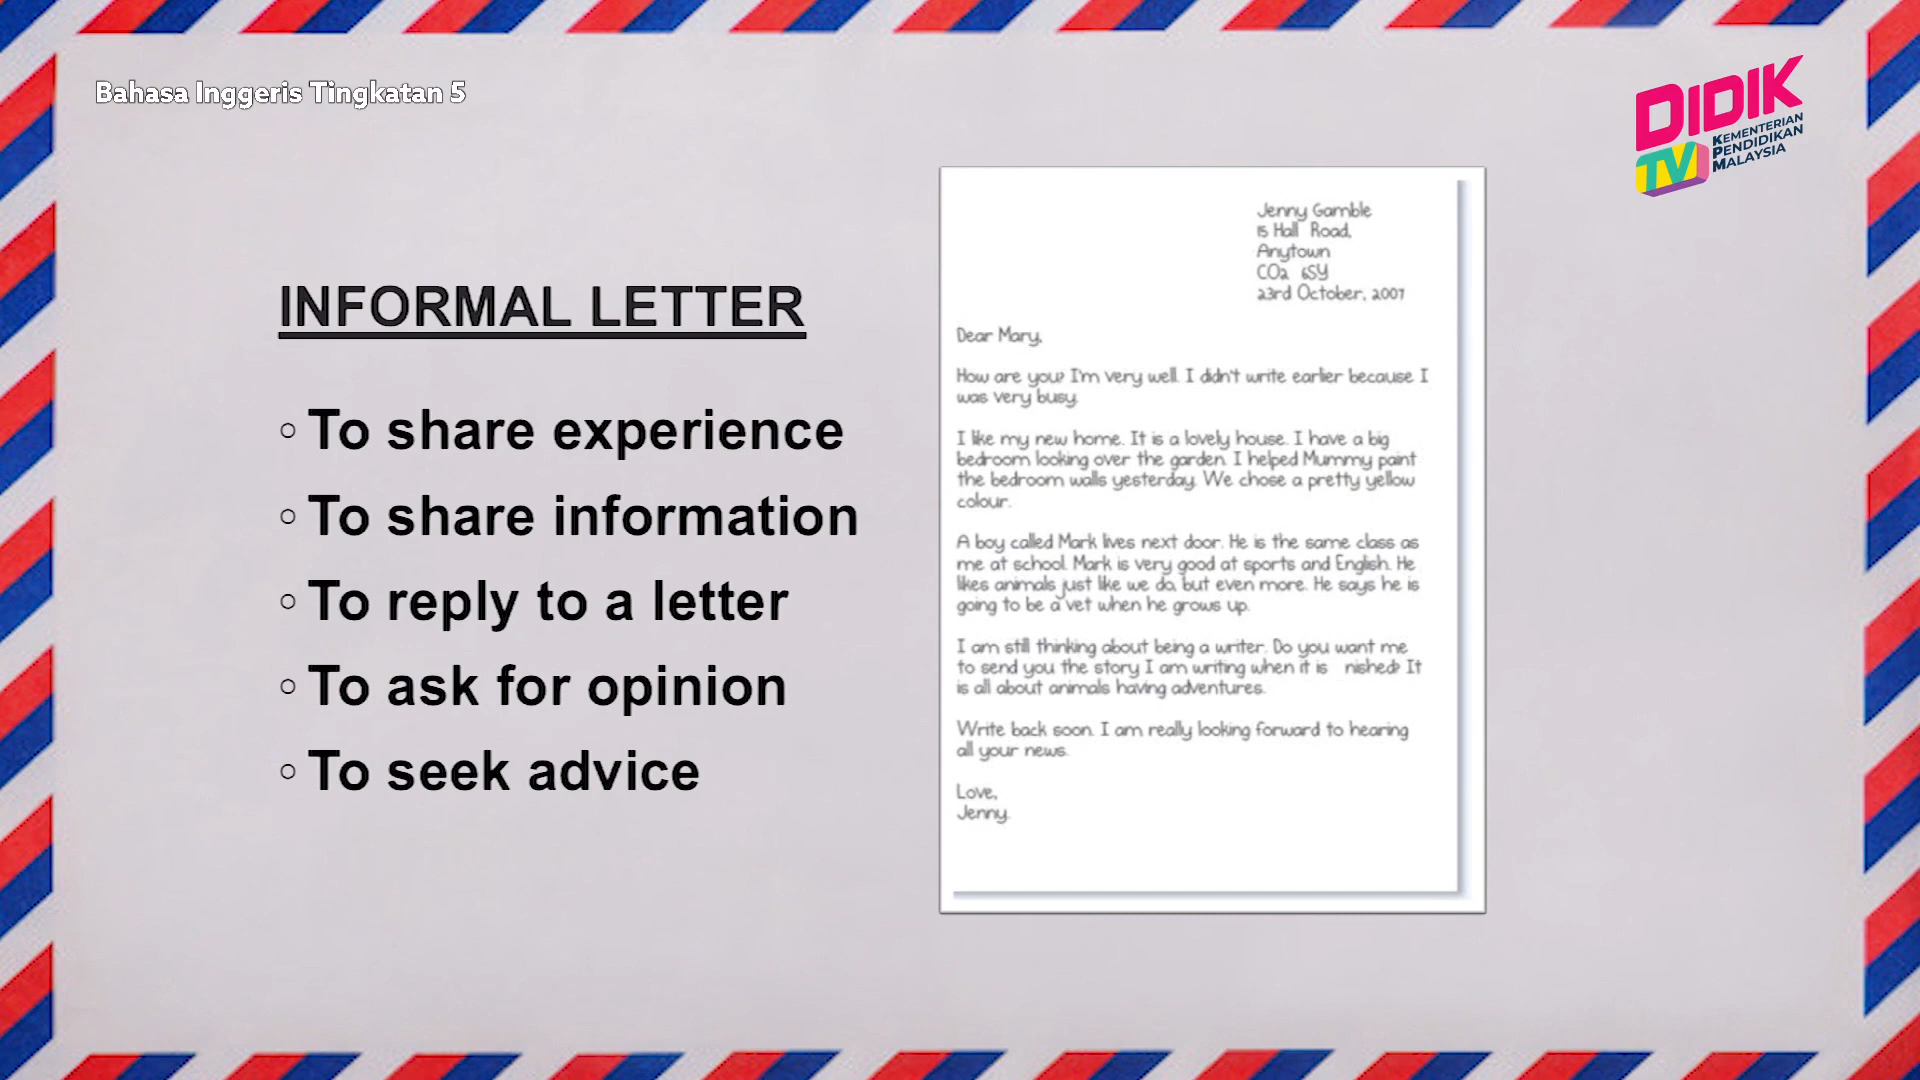 Bahasa Inggeris Tingkatan 5
DIDIK
TV
KEMENTERIAN
PENDIDIKAN
MALAYSIA
INFORMAL LETTER
To share experience
To share information
To reply to a letter
To ask for opinion
To seek advice
Jenny Gamble
15 Hall Road,
Anytown
CO2 6SY
23rd October, 2007
Dear Mary,
How are you? I'm very well. I didn't write earlier because I
was very busy.
I like my new home. It is a lovely house. I have a big
bedroom looking over the garden. I helped Mummy paint
the bedroom walls yesterday. We chose a pretty yellow
colour.
A boy called Mark lives next door. He is the same class as
me at school. Mark is very good at sports and English. He
likes animals just like we do, but even more. He says he is
going to be a vet when he grows up.
I am still thinking about being a writer. Do you want me
to send you the story I am writing when it is nished? It
is all about animals having adventures.
Write back soon. I am really looking forward to hearing
all your news.
Love,
Jenny.